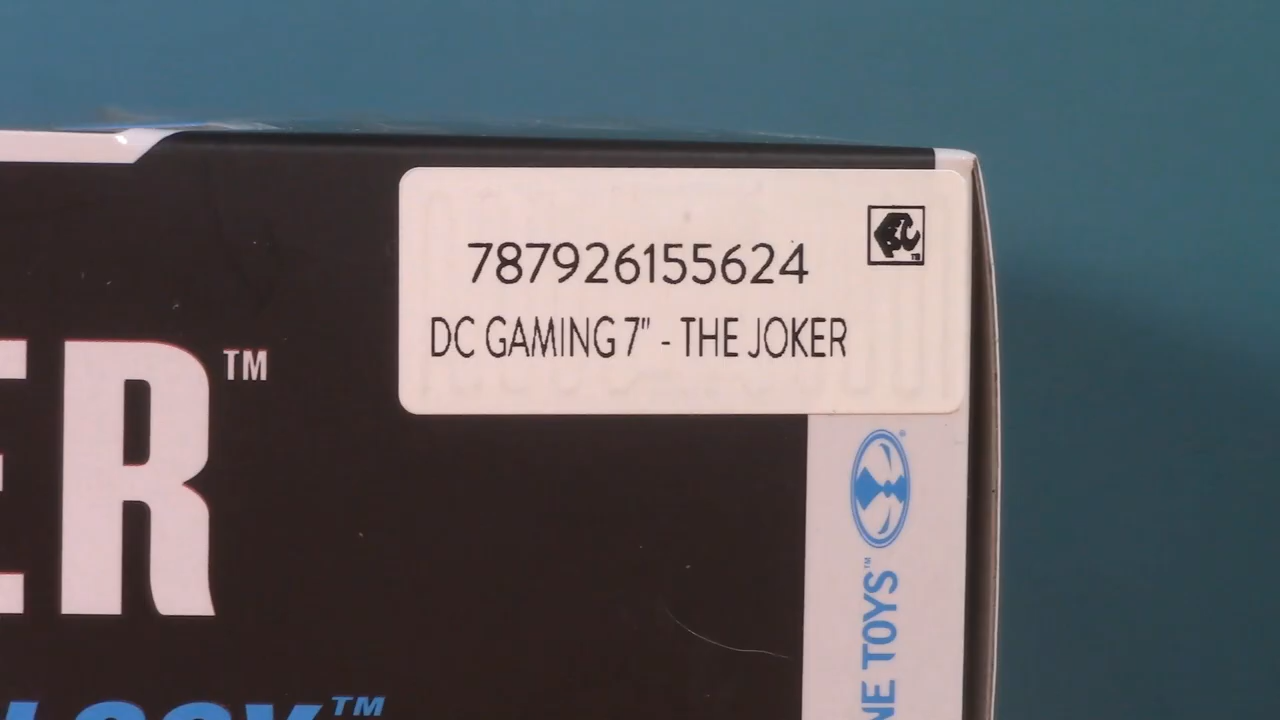 787926155624
DC GAMING 7" - THE JOKER
ER™
NE TOYS™